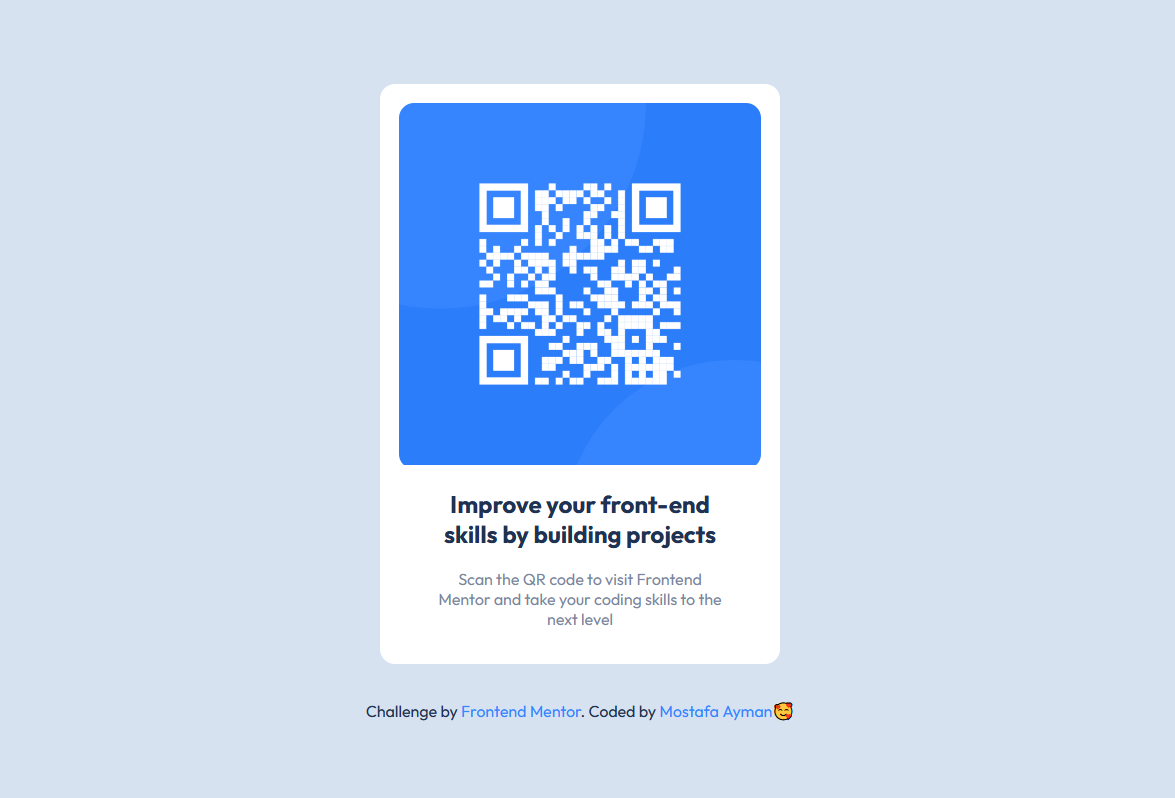 Improve your front-end
skills by building projects
Scan the QR code to visit Frontend
Mentor and take your coding skills to the
next level
Challenge by Frontend Mentor. Coded by Mostafa Ayman🥰